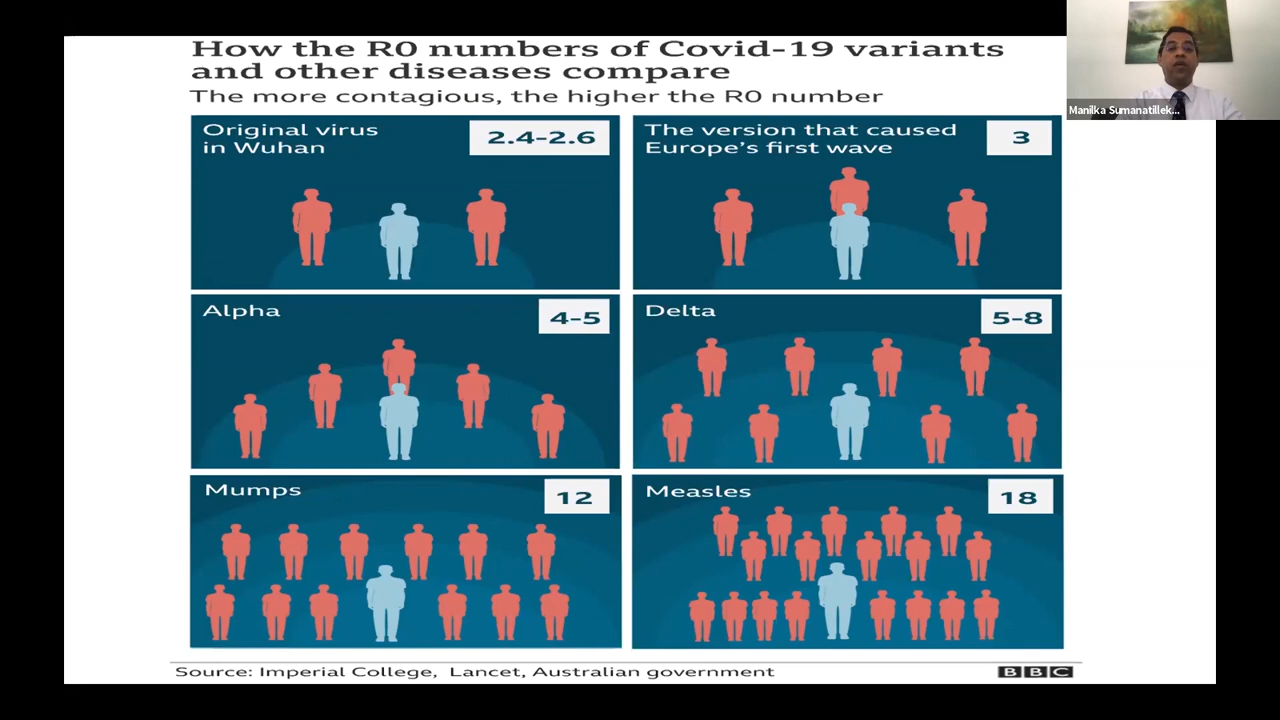 How the R0 numbers of Covid-19 variants
and other diseases compare
The more contagious, the higher the R0 number
Manilka Sumanatillek...
Original virus
in Wuhan
2.4-2.6
The version that caused
Europe's first wave
3
Alpha
4-5
Delta
5-8
Mumps
12
Measles
18
Source: Imperial College, Lancet, Australian government
BBC